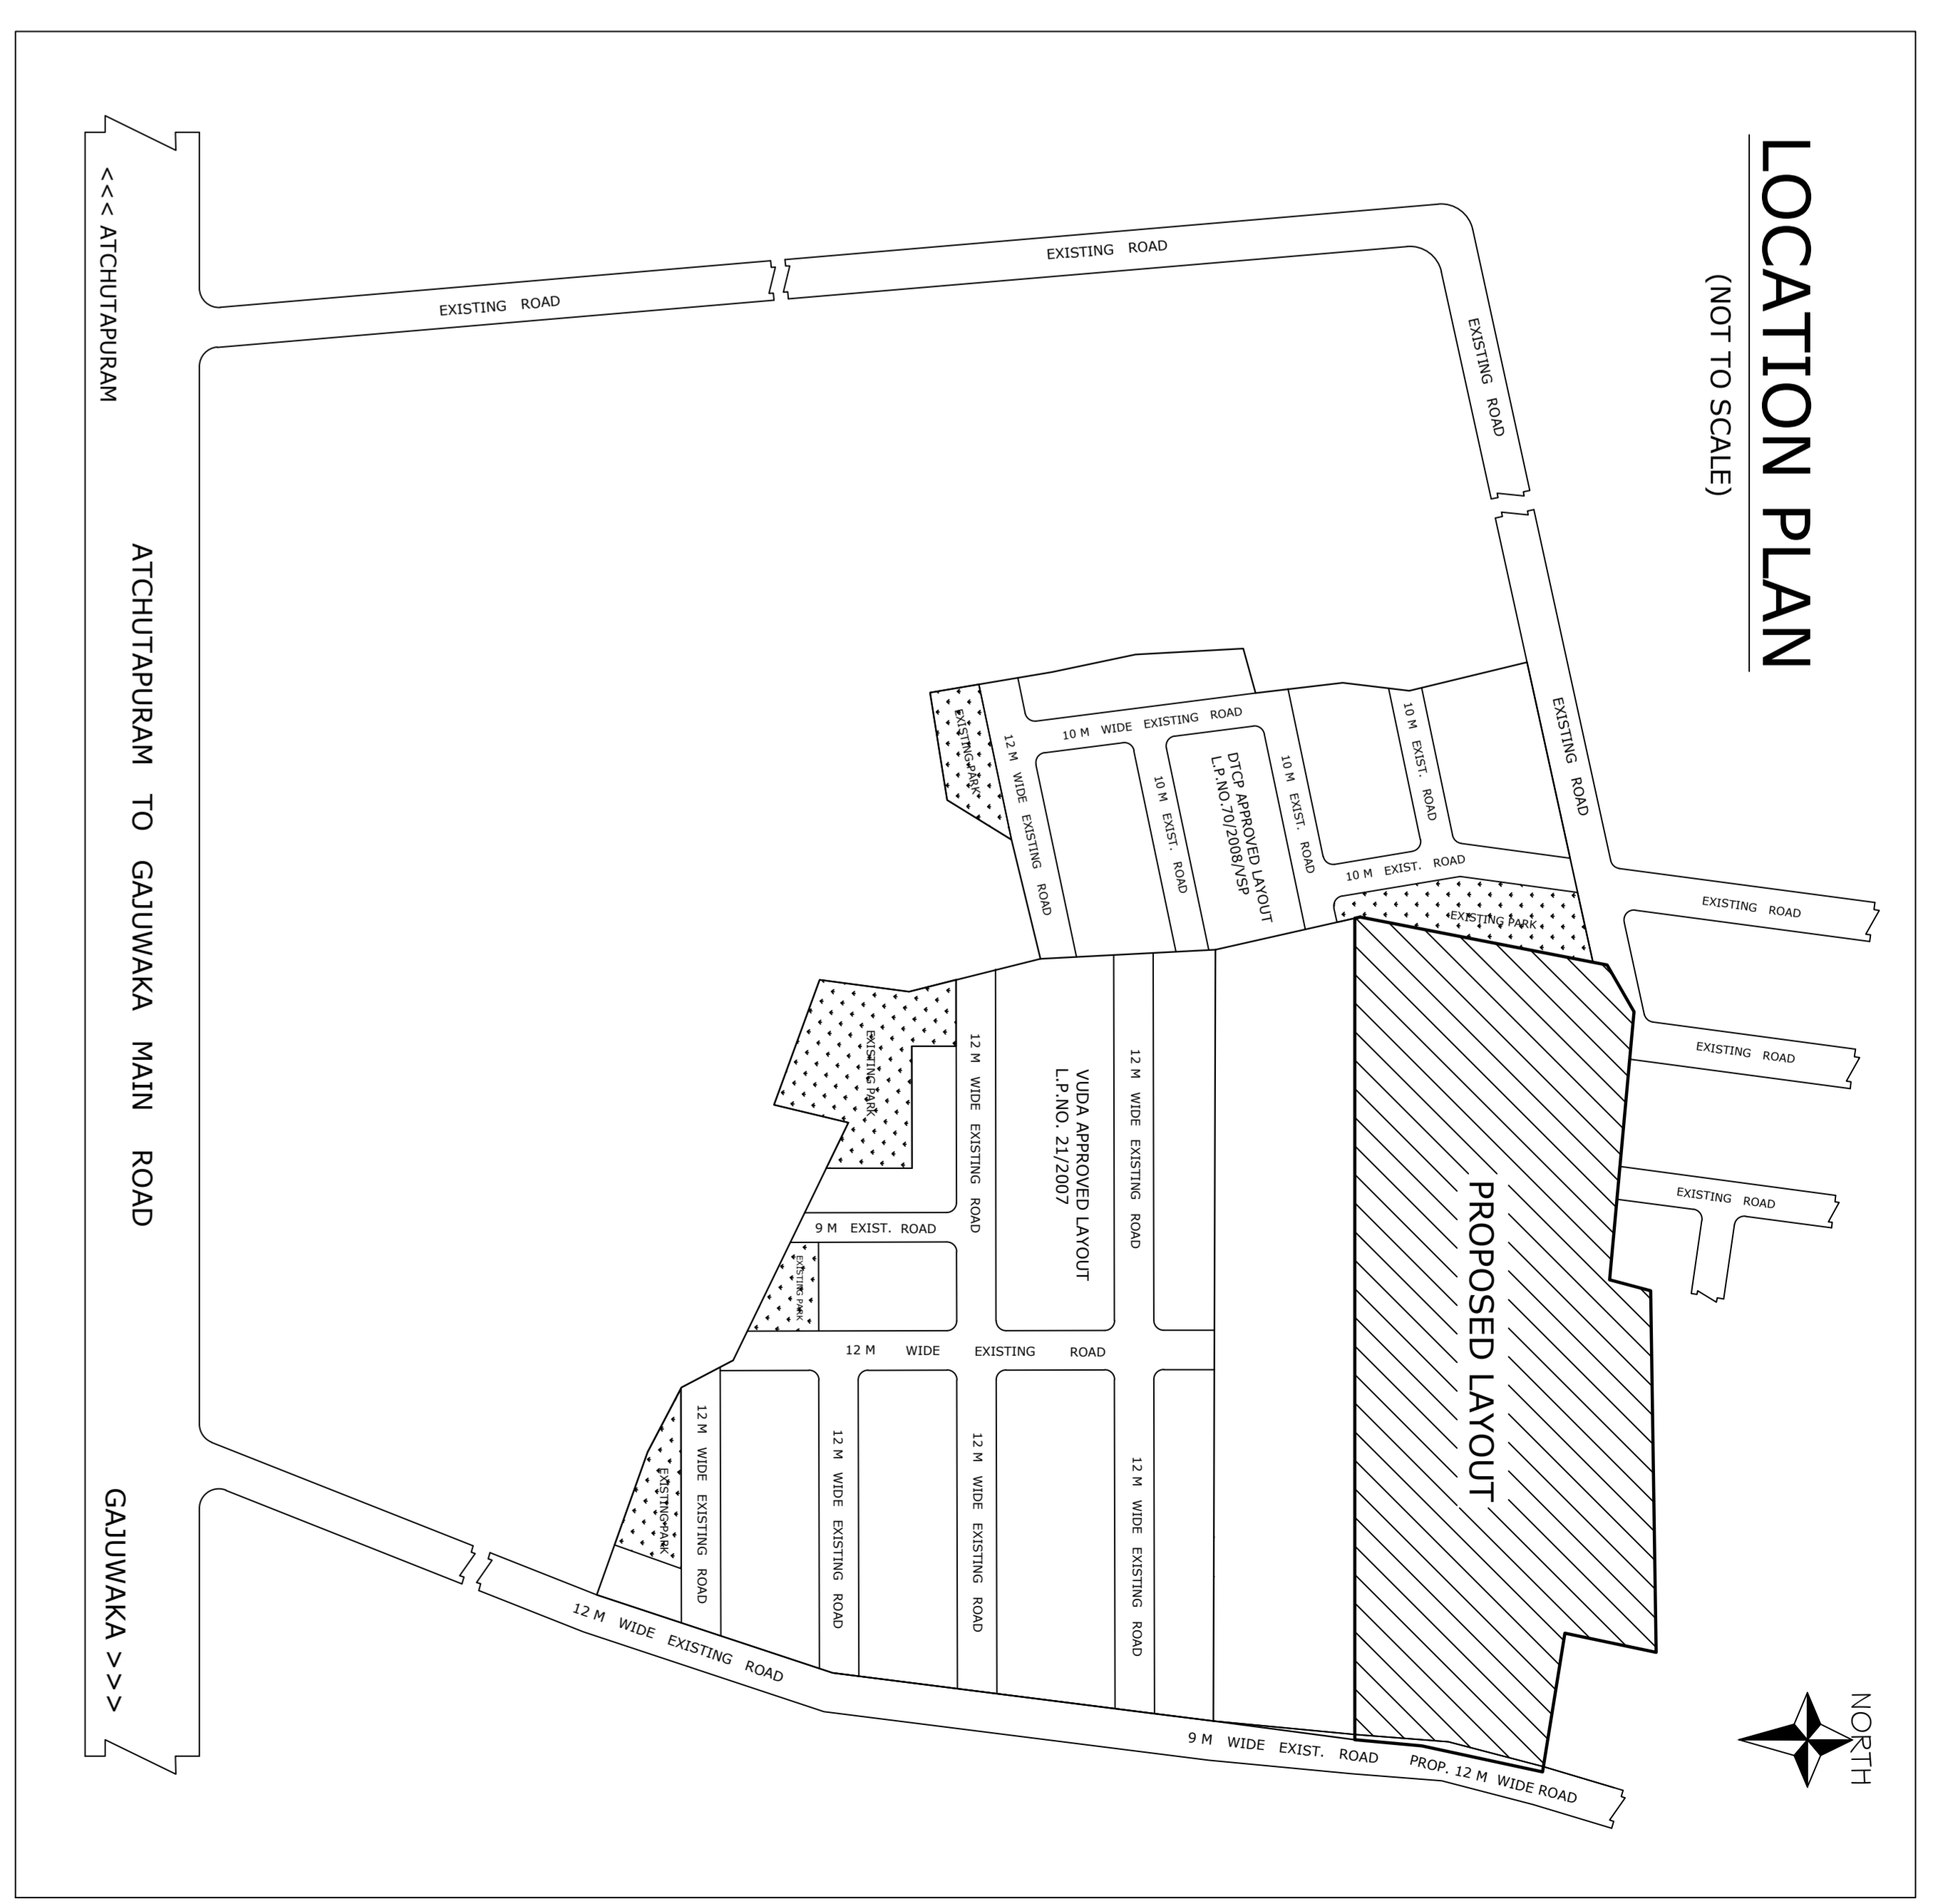 LOCATION PLAN
(NOT TO SCALE)
<<< ATCHUTAPURAM
ATCHUTAPURAM TO GAJUWAKA MAIN ROAD
GAJUWAKA >>>
EXISTING ROAD
EXISTING ROAD
EXISTING ROAD
EXISTING ROAD
EXISTING ROAD
EXISTING ROAD
EXISTING ROAD
EXISTING PARK
12 M WIDE EXISTING ROAD
10 M WIDE EXISTING ROAD
10 M EXIST. ROAD
DTCP APPROVED LAYOUT
L.P.NO.70/2008/VSP
10 M EXIST. ROAD
10 M EXIST. ROAD
10 M EXIST. ROAD
EXISTING PARK
EXISTING PARK
12 M WIDE EXISTING ROAD
VUDA APPROVED LAYOUT
L.P.NO. 21/2007
12 M WIDE EXISTING ROAD
9 M EXIST. ROAD
EXISTING PARK
12 M WIDE EXISTING ROAD
EXISTING PARK
12 M WIDE EXISTING ROAD
12 M WIDE EXISTING ROAD
12 M WIDE EXISTING ROAD
12 M WIDE EXISTING ROAD
12 M WIDE EXISTING ROAD
9 M WIDE EXIST. ROAD
PROP. 12 M WIDE ROAD
PROPOSED LAYOUT
NORTH